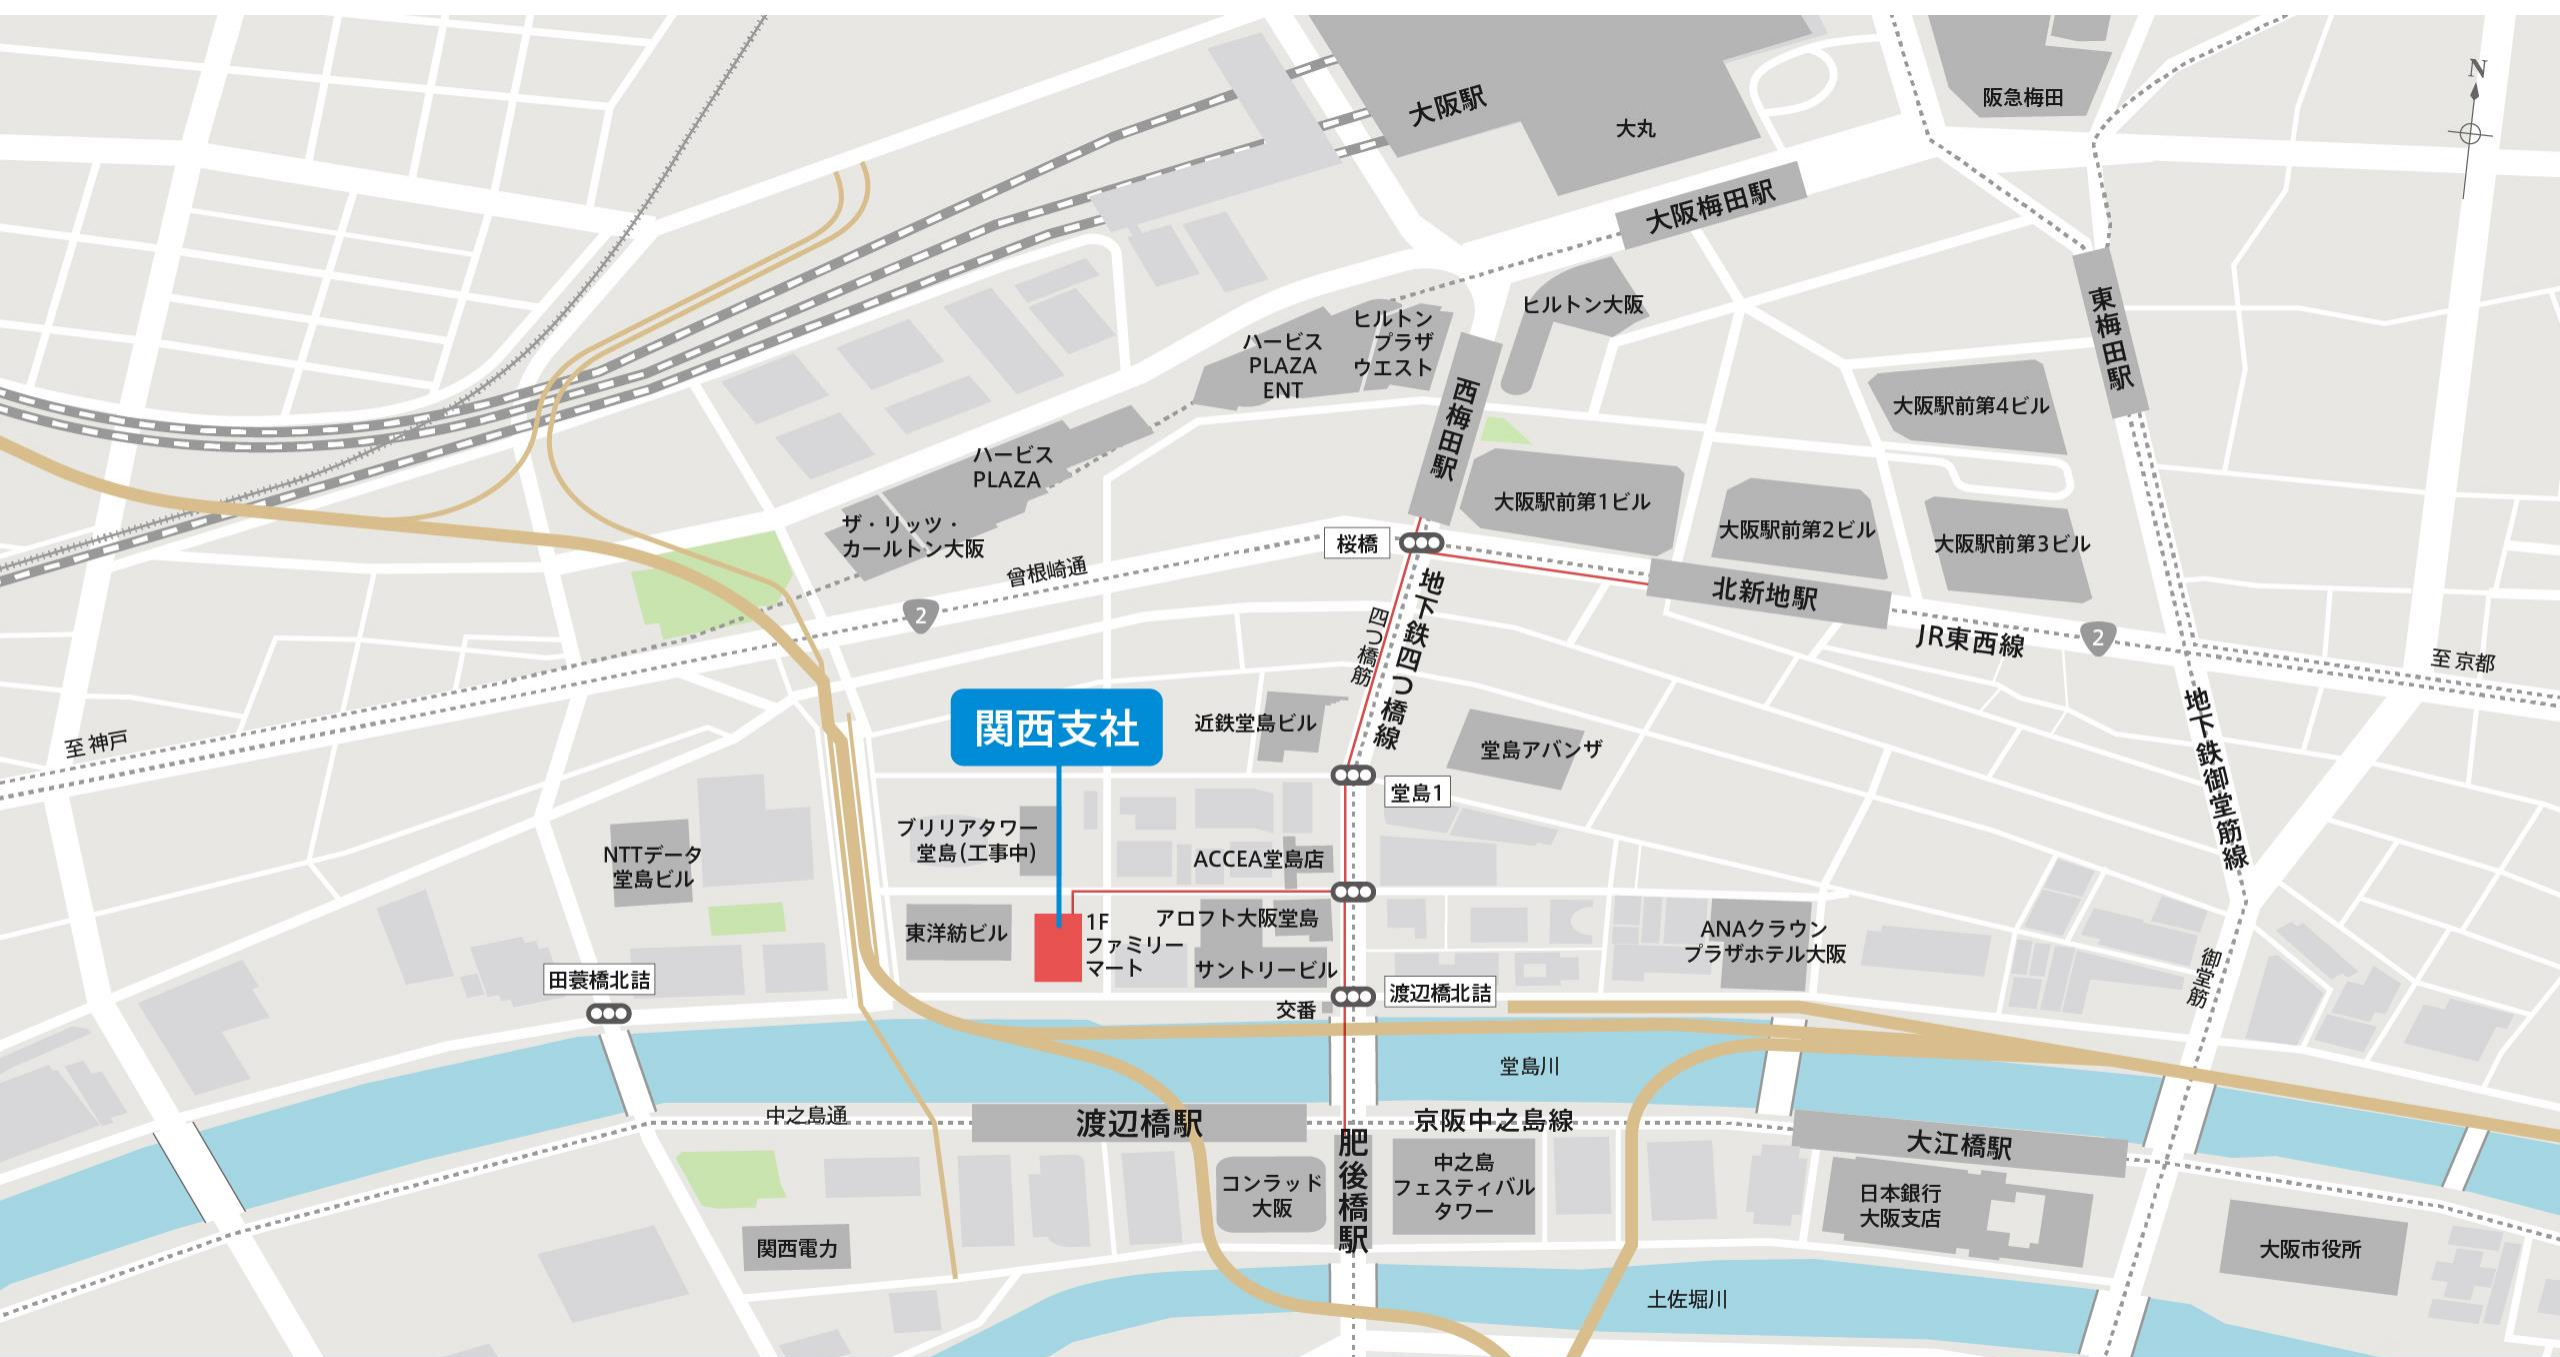 N
大阪駅
大丸
阪急梅田
大阪梅田駅
ヒルトン大阪
ヒルトン
プラザ
ウエスト
ハービス
PLAZA
ENT
東梅田駅
西梅田駅
大阪駅前第4ビル
ハービス
PLAZA
大阪駅前第1ビル
大阪駅前第2ビル
大阪駅前第3ビル
ザ・リッツ・
カールトン大阪
桜橋
曾根崎通
2
北新地駅
JR東西線
2
至 京都
地下鉄四つ橋線
四つ橋筋
至 神戸
関西支社
近鉄堂島ビル
堂島アバンザ
地下鉄御堂筋線
堂島1
ブリリアタワー
堂島(工事中)
NTTデータ
堂島ビル
ACCEA堂島店
東洋紡ビル
1F
ファミリー
マート
アロフト大阪堂島
サントリービル
ANAクラウン
プラザホテル大阪
御堂筋
田蓑橋北詰
渡辺橋北詰
交番
堂島川
中之島通
渡辺橋駅
京阪中之島線
大江橋駅
肥後橋駅
コンラッド
大阪
中之島
フェスティバル
タワー
日本銀行
大阪支店
関西電力
大阪市役所
土佐堀川